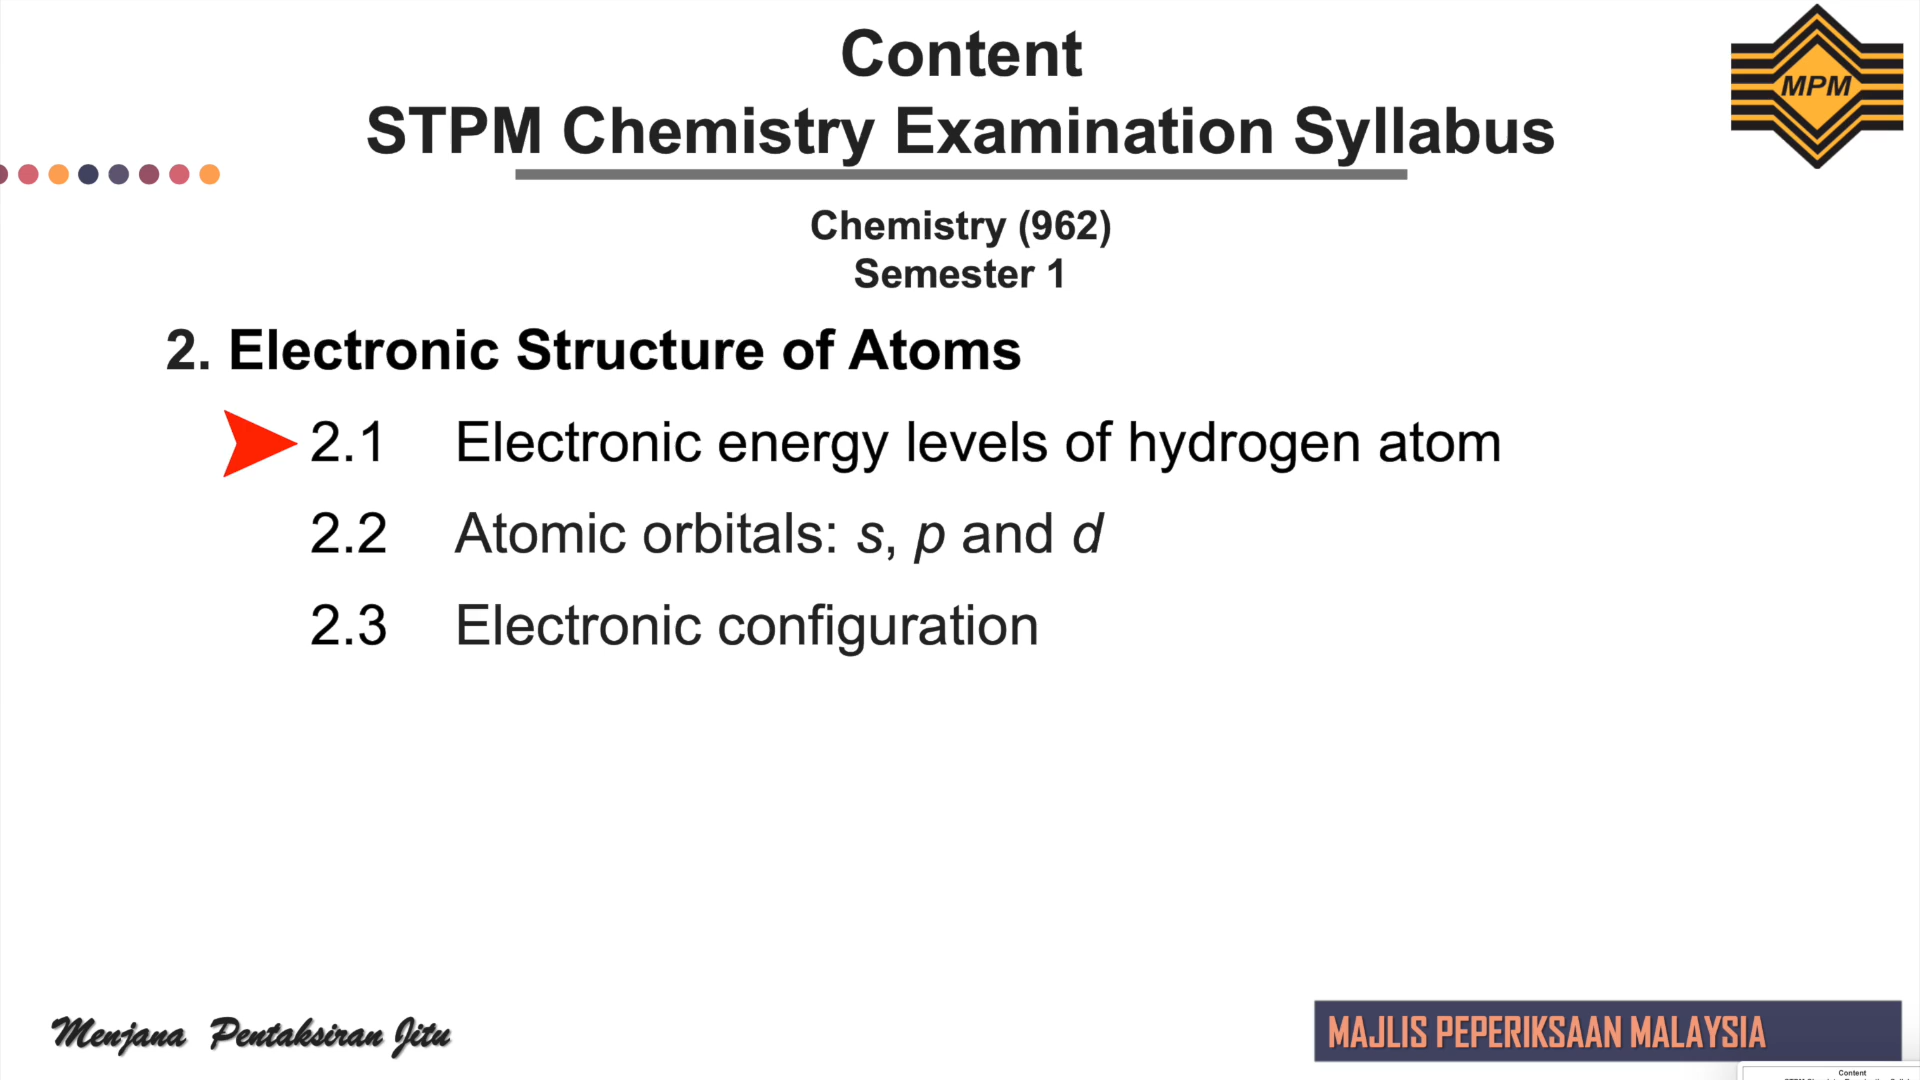 Content
STPM Chemistry Examination Syllabus
MPM
Chemistry (962)
Semester 1
2. Electronic Structure of Atoms
2.1 Electronic energy levels of hydrogen atom
2.2 Atomic orbitals: s, p and d
2.3 Electronic configuration
Menjana Pentaksiran Jitu
MAJLIS PEPERIKSAAN MALAYSIA
Content